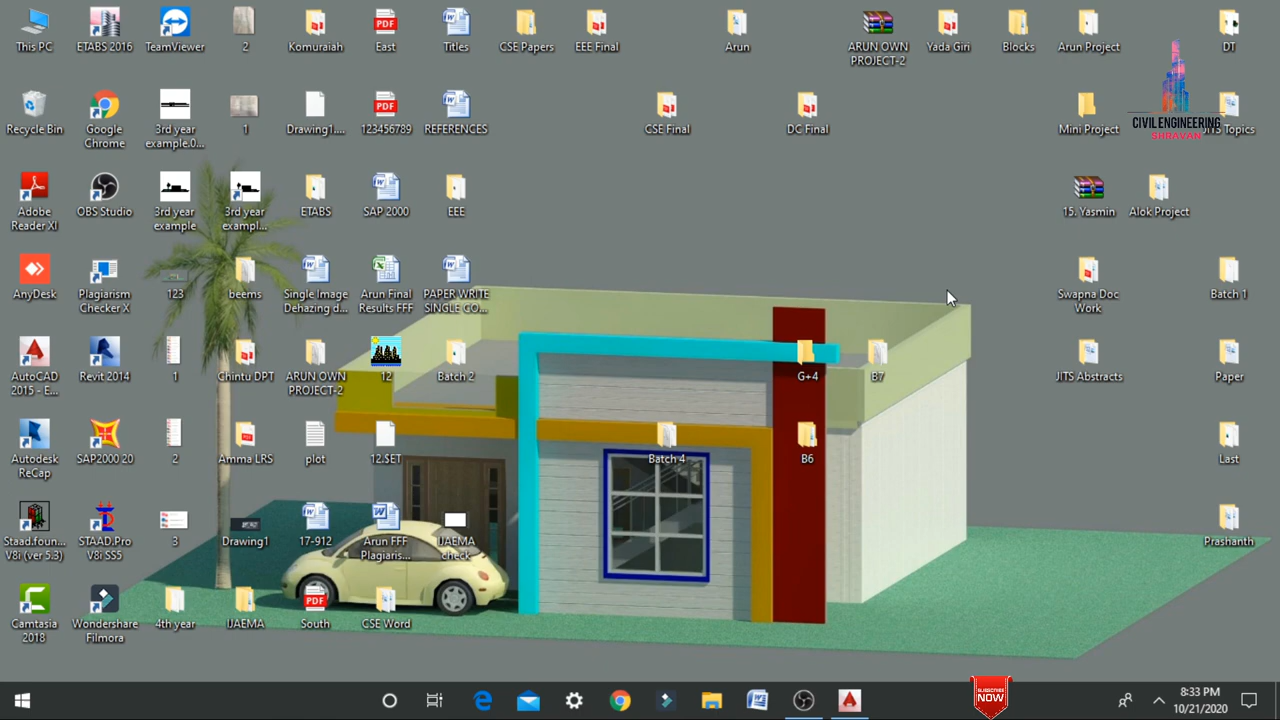 This PC
ETABS 2016
TeamViewer
2
Komuraiah
East
Titles
CSE Papers
EEE Final
Arun
ARUN OWN
PROJECT-2
Yada Giri
Blocks
Arun Project
DT
Recycle Bin
Google
Chrome
3rd year
example.0...
1
Drawing1....
123456789
REFERENCES
CSE Final
DC Final
Mini Project
CIVIL ENGINEERING
SHRAVAN
JITS Topics
Adobe
Reader XI
OBS Studio
3rd year
example
3rd year
exampl...
ETABS
SAP 2000
EEE
15. Yasmin
Alok Project
AnyDesk
Plagiarism
Checker X
123
beems
Single Image
Dehazing d...
Arun Final
Results FFF
PAPER WRITE
SINGLE CO...
Swapna Doc
Work
Batch 1
AutoCAD
2015 - E...
Revit 2014
1
Chintu DPT
ARUN OWN
PROJECT-2
12
Batch 2
G+4
B7
JITS Abstracts
Paper
Autodesk
ReCap
SAP2000 20
2
Amma LRS
plot
12.$ET
Batch 4
B6
Last
Staad.foun...
V8i (ver 5.3)
STAAD.Pro
V8i SS5
3
Drawing1
17-912
Arun FFF
Plagiaris...
IJAEMA
check
Prashanth
Camtasia
2018
Wondershare
Filmora
4th year
IJAEMA
South
CSE Word
SUBSCRIBE
NOW
8:33 PM
10/21/2020